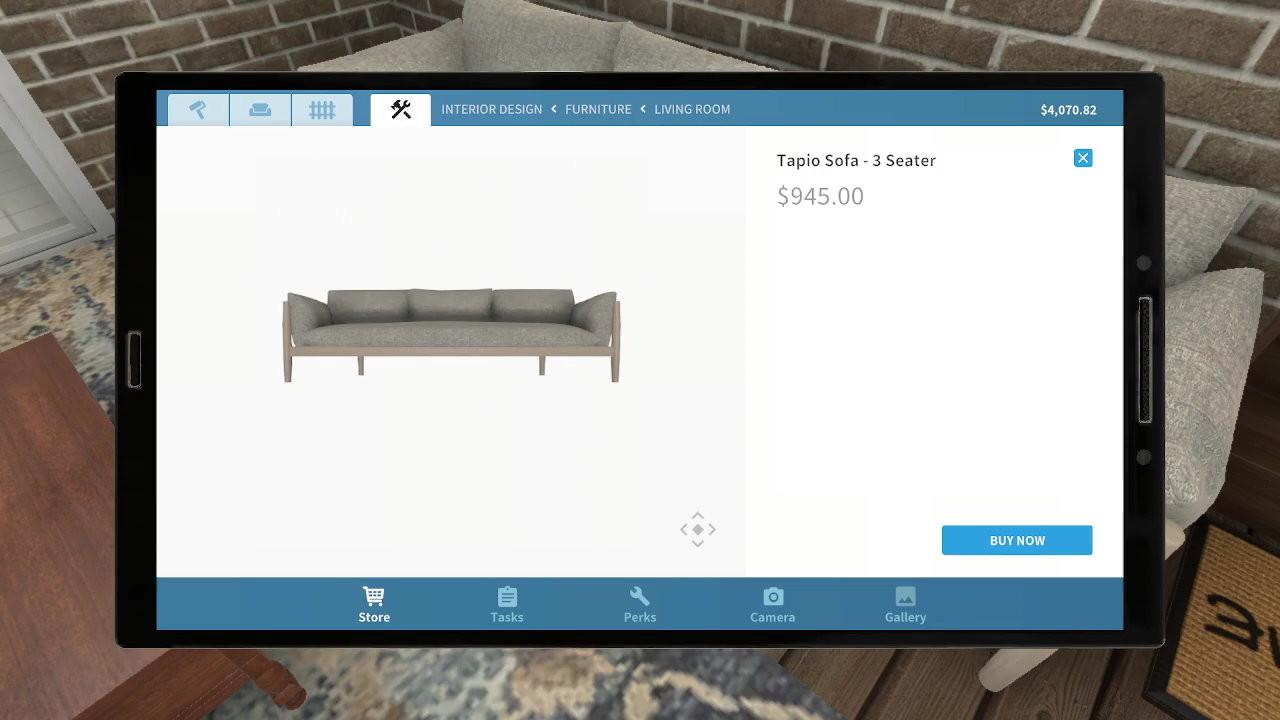 INTERIOR DESIGN < FURNITURE < LIVING ROOM
$4,070.82
Tapio Sofa - 3 Seater
$945.00
BUY NOW
Store
Tasks
Perks
Camera
Gallery